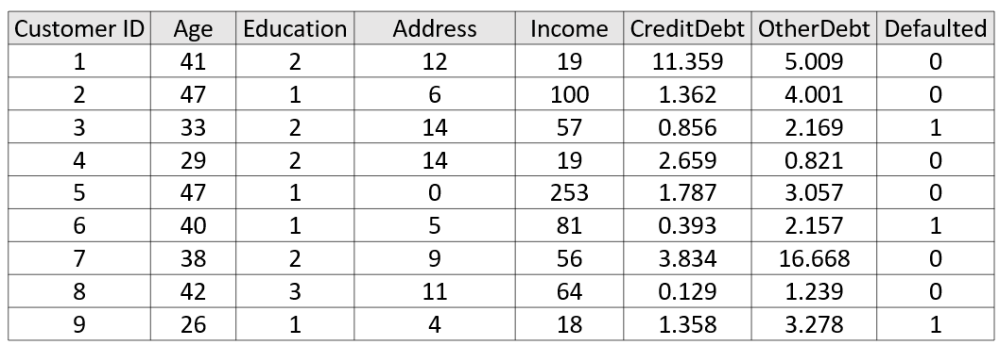 Customer ID Age Education Address Income CreditDebt OtherDebt Defaulted
1 41 2 12 19 11.359 5.009 0
2 47 1 6 100 1.362 4.001 0
3 33 2 14 57 0.856 2.169 1
4 29 2 14 19 2.659 0.821 0
5 47 1 0 253 1.787 3.057 0
6 40 1 5 81 0.393 2.157 1
7 38 2 9 56 3.834 16.668 0
8 42 3 11 64 0.129 1.239 0
9 26 1 4 18 1.358 3.278 1